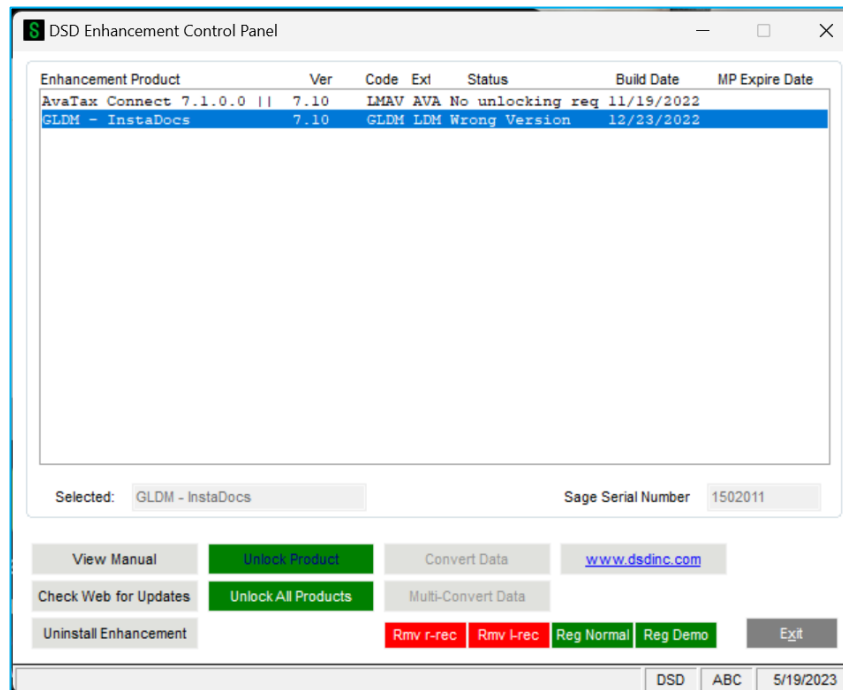 S DSD Enhancement Control Panel
Enhancement Product Ver Code Ext Status Build Date MP Expire Date
AvaTax Connect 7.1.0.0 || 7.10 LMAV AVA No unlocking req 11/19/2022
GLDM - InstaDocs 7.10 GLDM LDM Wrong Version 12/23/2022
Selected: GLDM - InstaDocs Sage Serial Number 1502011
View Manual Unlock Product Convert Data www.dsdinc.com
Check Web for Updates Unlock All Products Multi-Convert Data
Uninstall Enhancement Rmv r-rec Rmv l-rec Reg Normal Reg Demo Exit
DSD ABC 5/19/2023